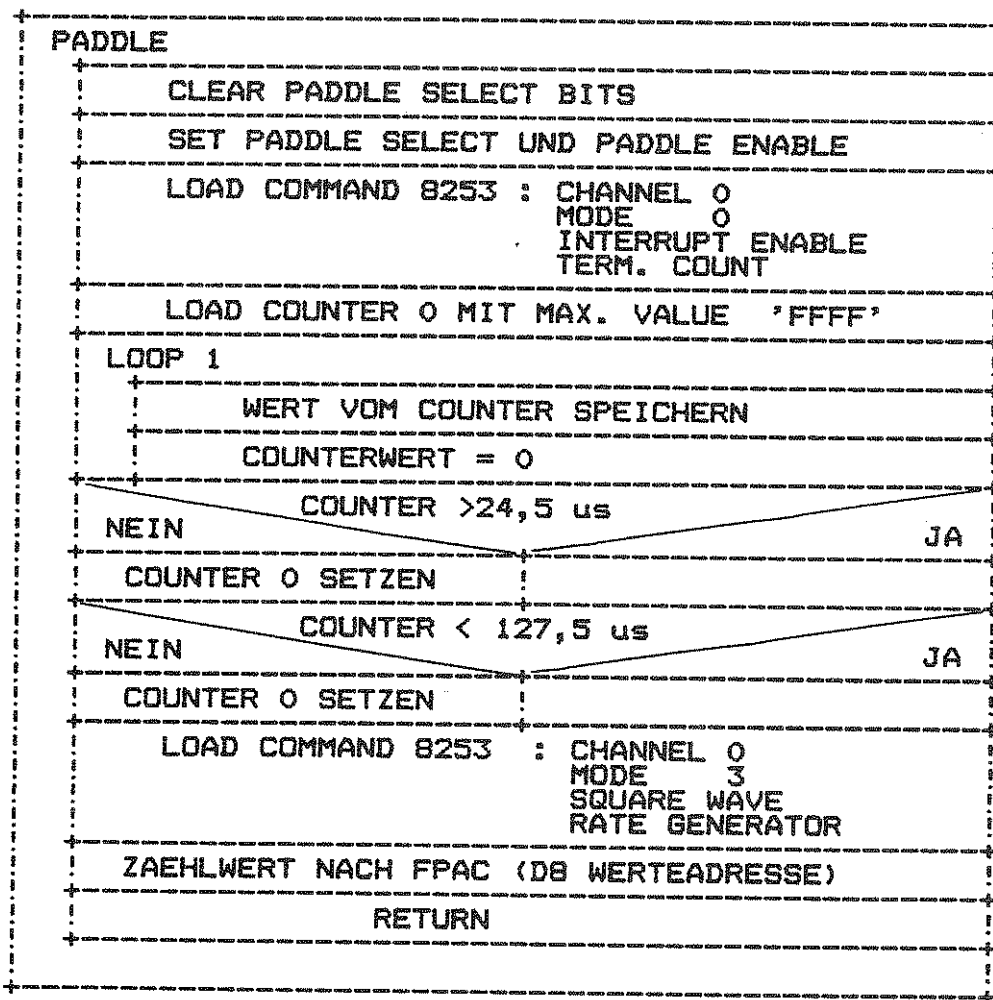 PADDLE
CLEAR PADDLE SELECT BITS
SET PADDLE SELECT UND PADDLE ENABLE
LOAD COMMAND 8253 : CHANNEL 0
MODE 0
INTERRUPT ENABLE
TERM. COUNT
LOAD COUNTER 0 MIT MAX. VALUE 'FFFF'
LOOP 1
WERT VOM COUNTER SPEICHERN
COUNTERWERT = 0
COUNTER >24,5 us
NEIN JA
COUNTER 0 SETZEN
COUNTER < 127,5 us
NEIN JA
COUNTER 0 SETZEN
LOAD COMMAND 8253 : CHANNEL 0
MODE 3
SQUARE WAVE
RATE GENERATOR
ZAEHLWERT NACH FPAC (D8 WERTEADRESSE)
RETURN